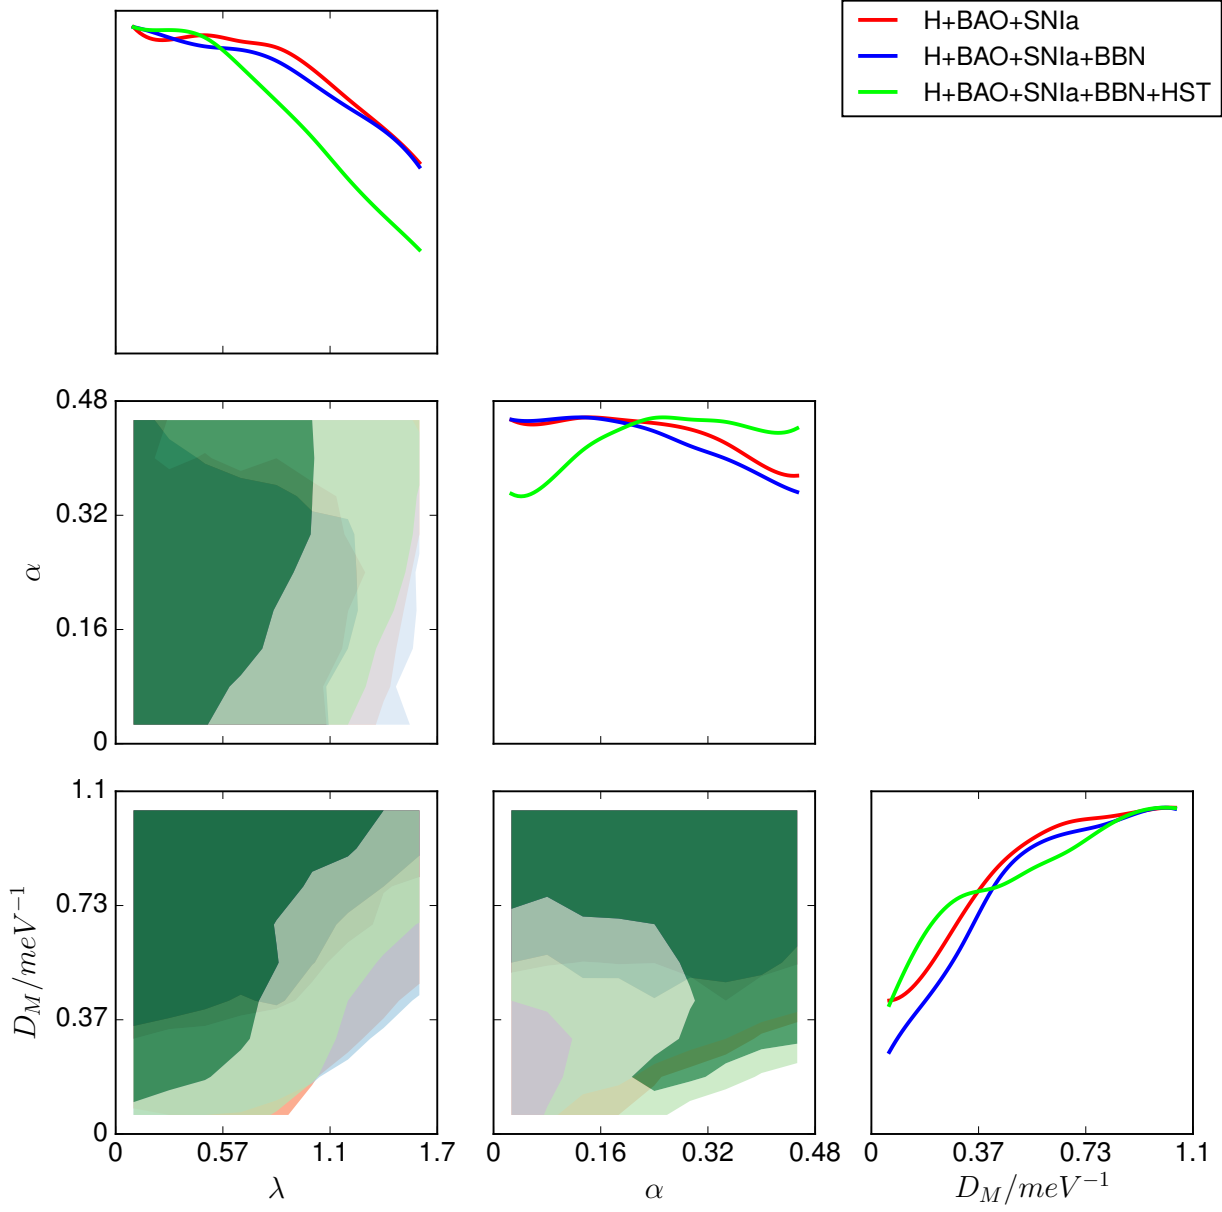 H+BAO+SNIa
H+BAO+SNIa+BBN
H+BAO+SNIa+BBN+HST
0.48
0.32
0.16
0
α
1.1
0.73
0.37
0
D_M/meV⁻¹
0 0.57 1.1 1.7
λ
0 0.16 0.32 0.48
α
0 0.37 0.73 1.1
D_M/meV⁻¹